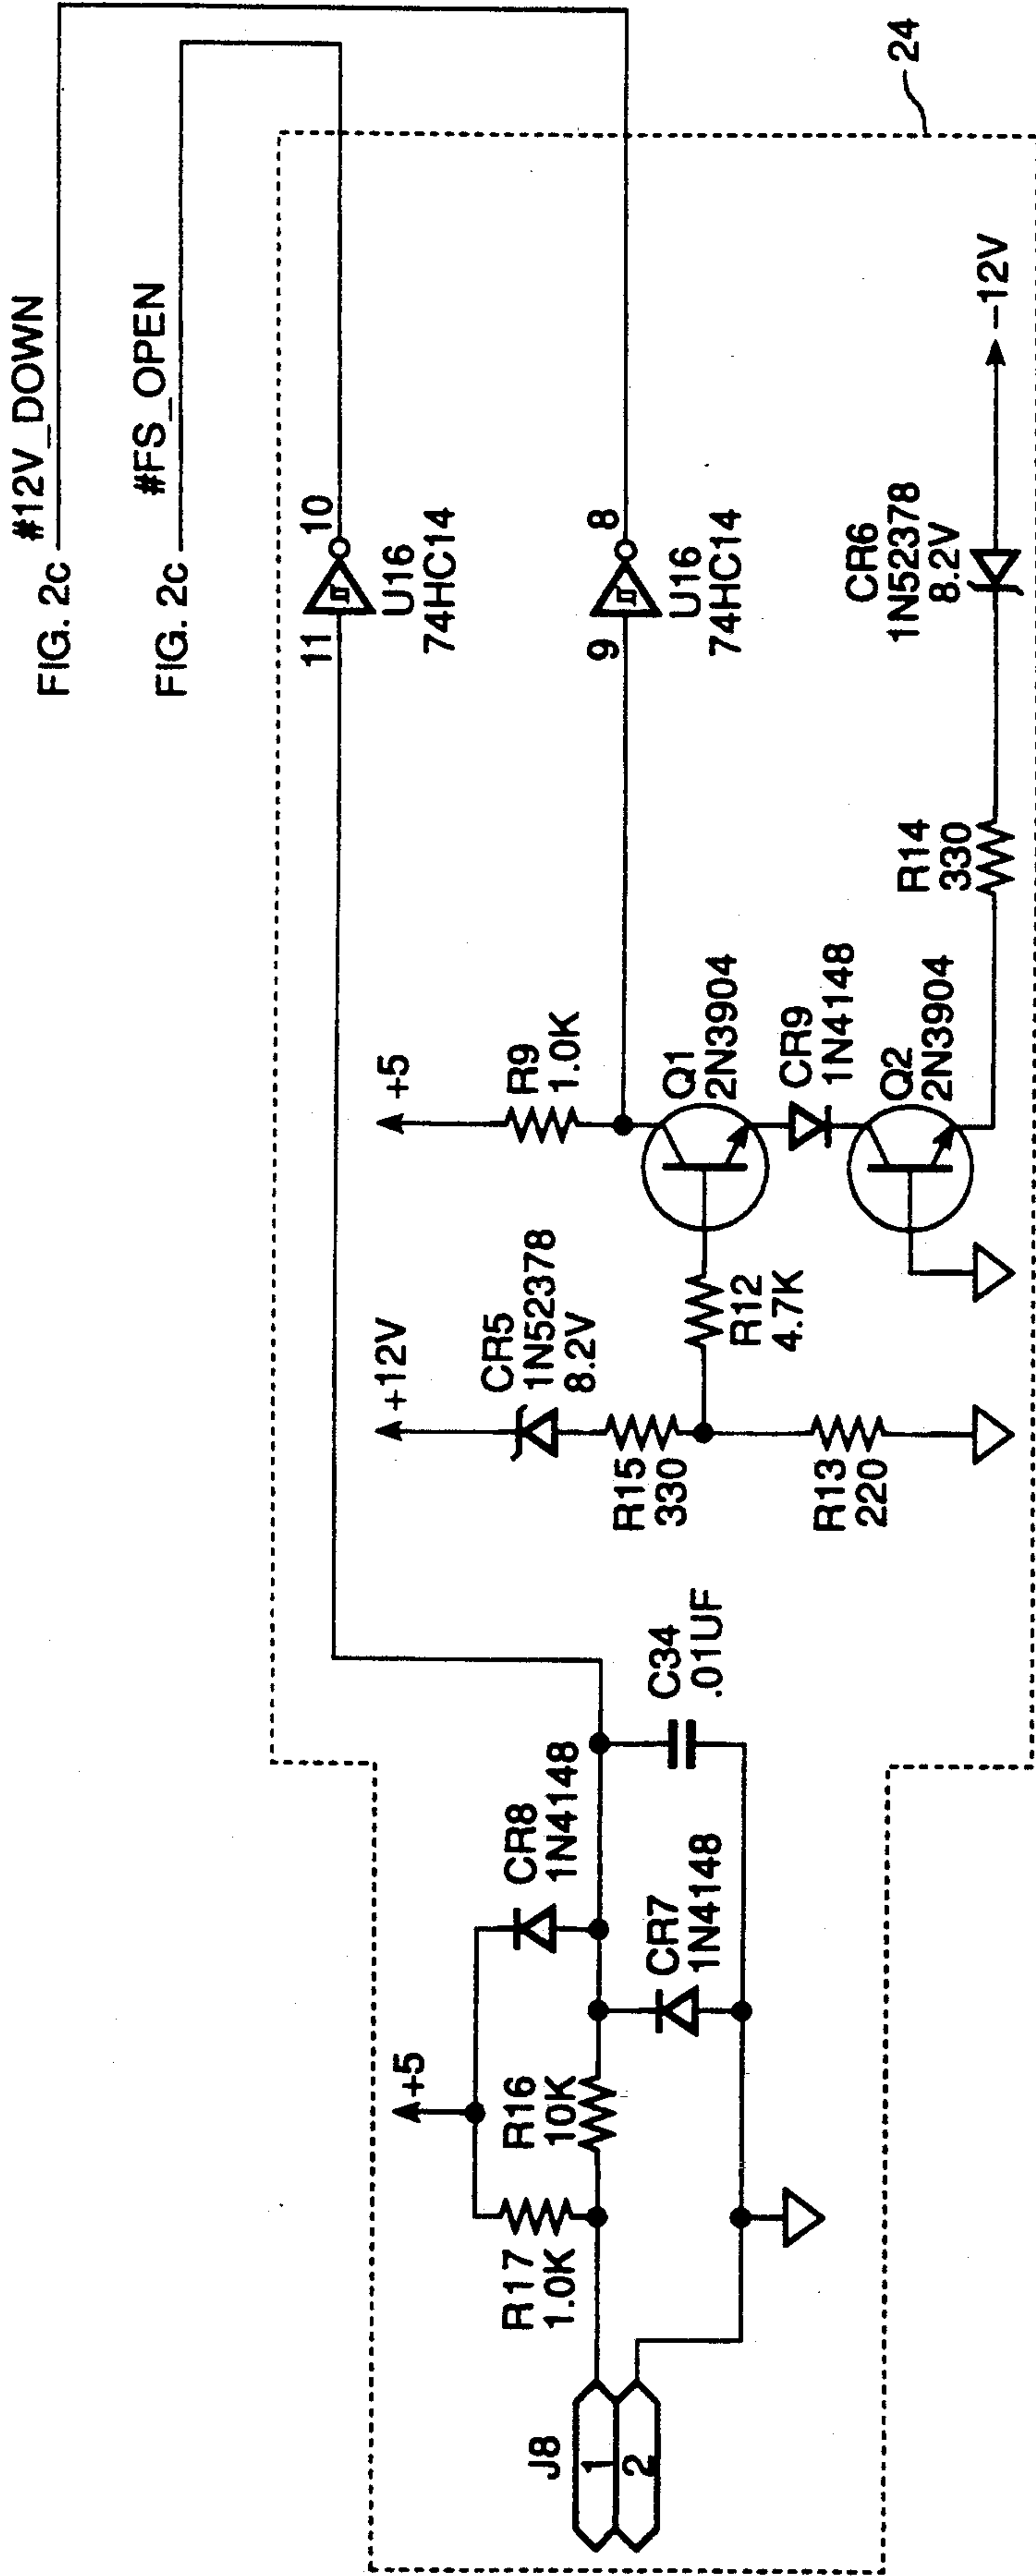 #12V_DOWN
FIG. 2c
#FS_OPEN
FIG. 2c
24
11
10
U16
74HC14
9
8
U16
74HC14
+5
R9
1.0K
+12V
CR5
1N52378
8.2V
R15
330
R13
220
R12
4.7K
Q1
2N3904
CR9
1N4148
Q2
2N3904
R14
330
CR6
1N52378
8.2V
-12V
+5
R17
1.0K
R16
10K
CR8
1N4148
CR7
1N4148
C34
.01UF
J8
1
2